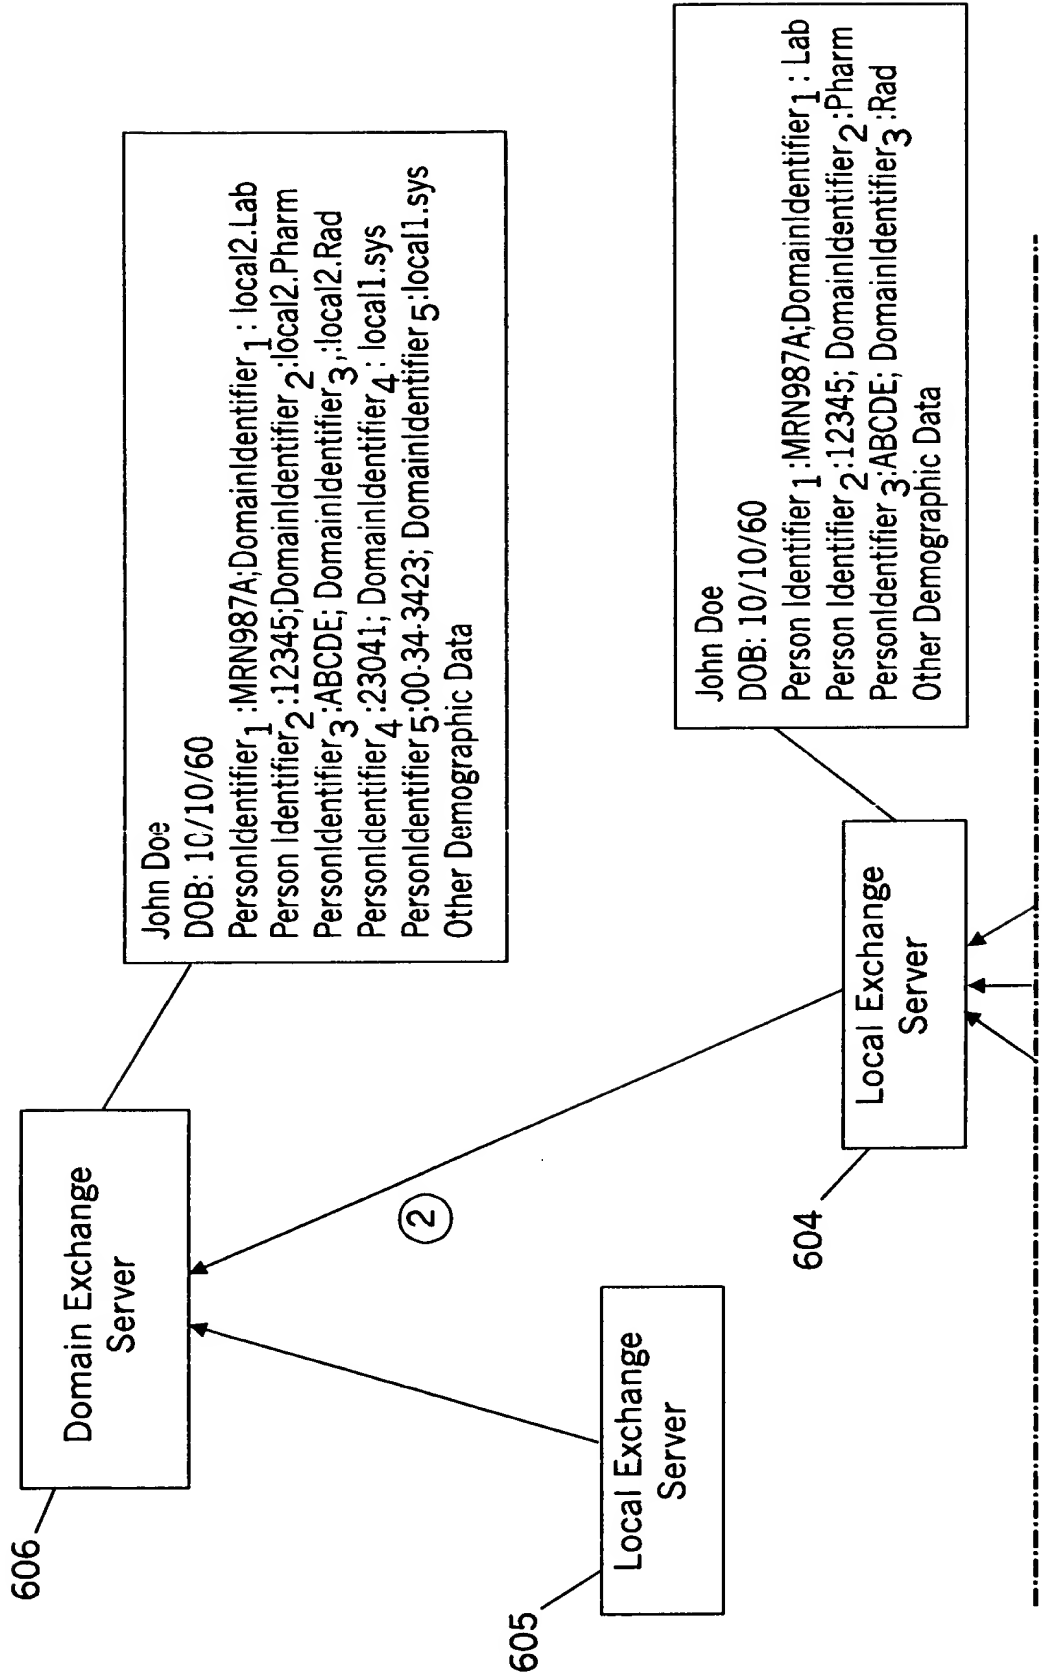 606
Domain Exchange
Server
John Doe
DOB: 10/10/60
PersonIdentifier1:MRN987A;DomainIdentifier1: local2.Lab
Person Identifier2:12345;DomainIdentifier2:local2.Pharm
PersonIdentifier3:ABCDE; DomainIdentifier3,:local2.Rad
PersonIdentifier4:23041; DomainIdentifier4: local1.sys
PersonIdentifier5:00-34-3423; DomainIdentifier5:local1.sys
Other Demographic Data
2
605
Local Exchange
Server
604
Local Exchange
Server
John Doe
DOB: 10/10/60
Person Identifier1:MRN987A;DomainIdentifier1: Lab
Person Identifier2:12345; DomainIdentifier2:Pharm
PersonIdentifier3:ABCDE; DomainIdentifier3:Rad
Other Demographic Data